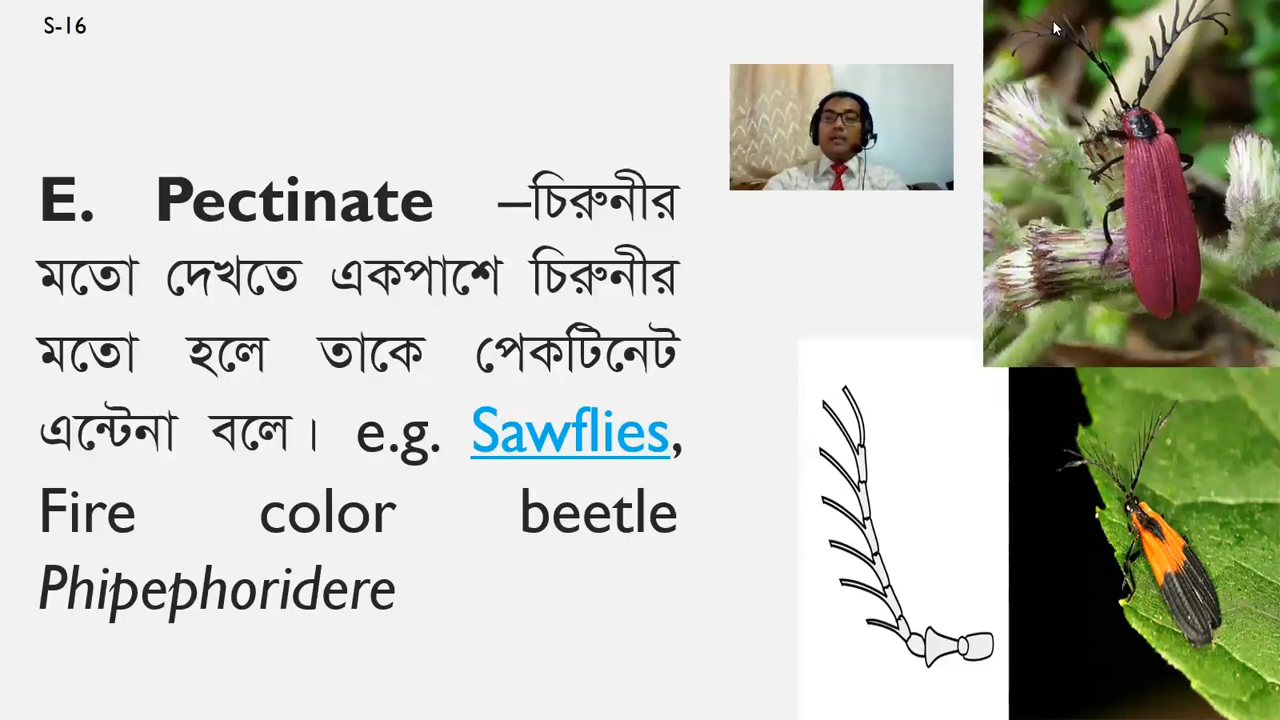 S-16
E. Pectinate –চিরুনীর
মতো দেখতে একপাশে চিরুনীর
মতো হলে তাকে পেকটিনেট
এন্টেনা বলে। e.g. Sawflies,
Fire color beetle
Phipephoridere